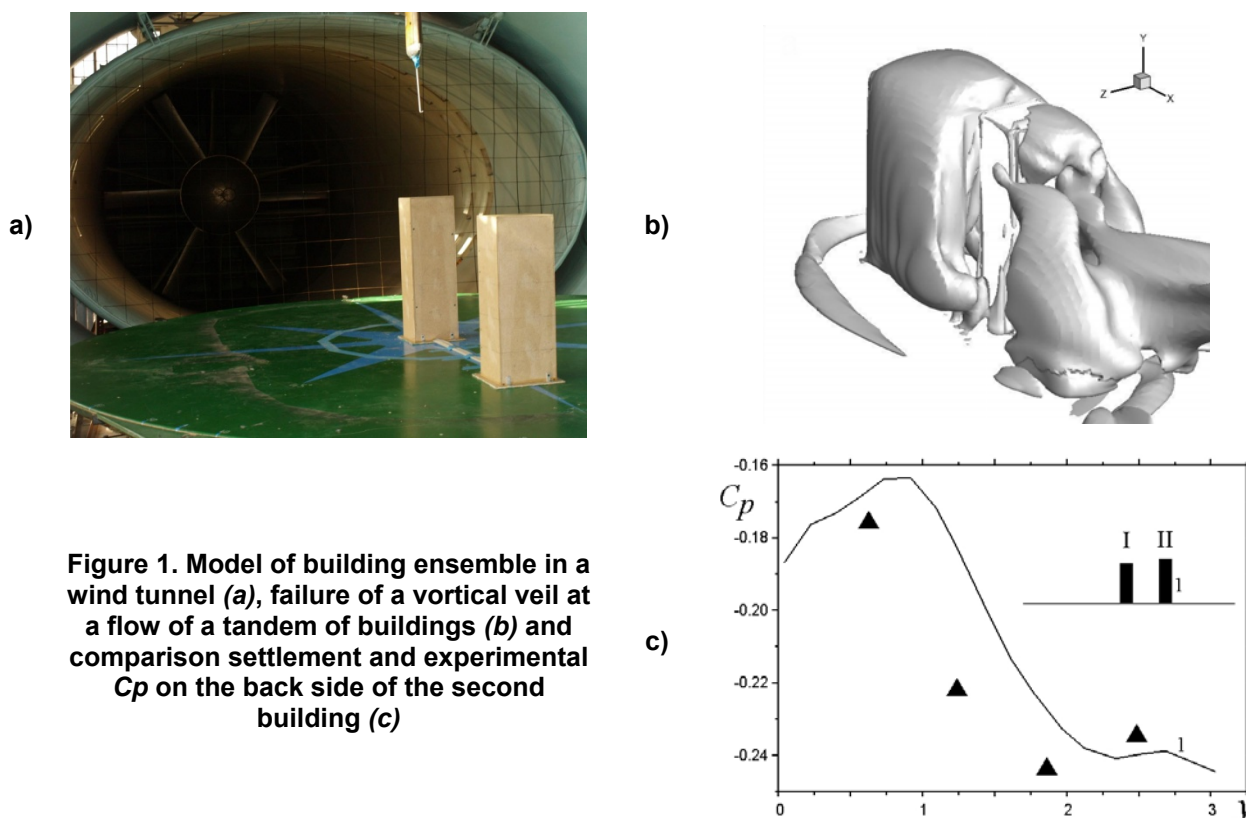 a)
b)
Y
Z
X
Figure 1. Model of building ensemble in a
wind tunnel (a), failure of a vortical veil at
a flow of a tandem of buildings (b) and
comparison settlement and experimental
Cp on the back side of the second
building (c)
c)
-0.16
Cp
-0.18
I II
1
-0.20
-0.22
-0.24
1
0 1 2 3